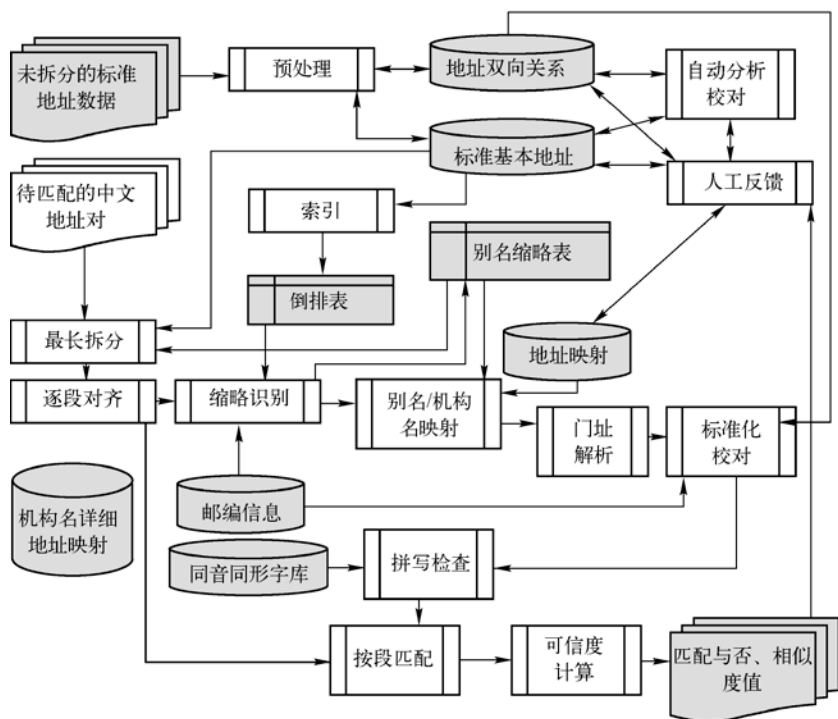 未拆分的标准
地址数据
预处理
地址双向关系
自动分析
校对
标准基本地址
待匹配的中文
地址对
索引
人工反馈
别名缩略表
倒排表
最长拆分
地址映射
逐段对齐
缩略识别
别名/机构
名映射
门址
解析
标准化
校对
机构名详细
地址映射
邮编信息
同音同形字库
拼写检查
按段匹配
可信度
计算
匹配与否、相似
度值